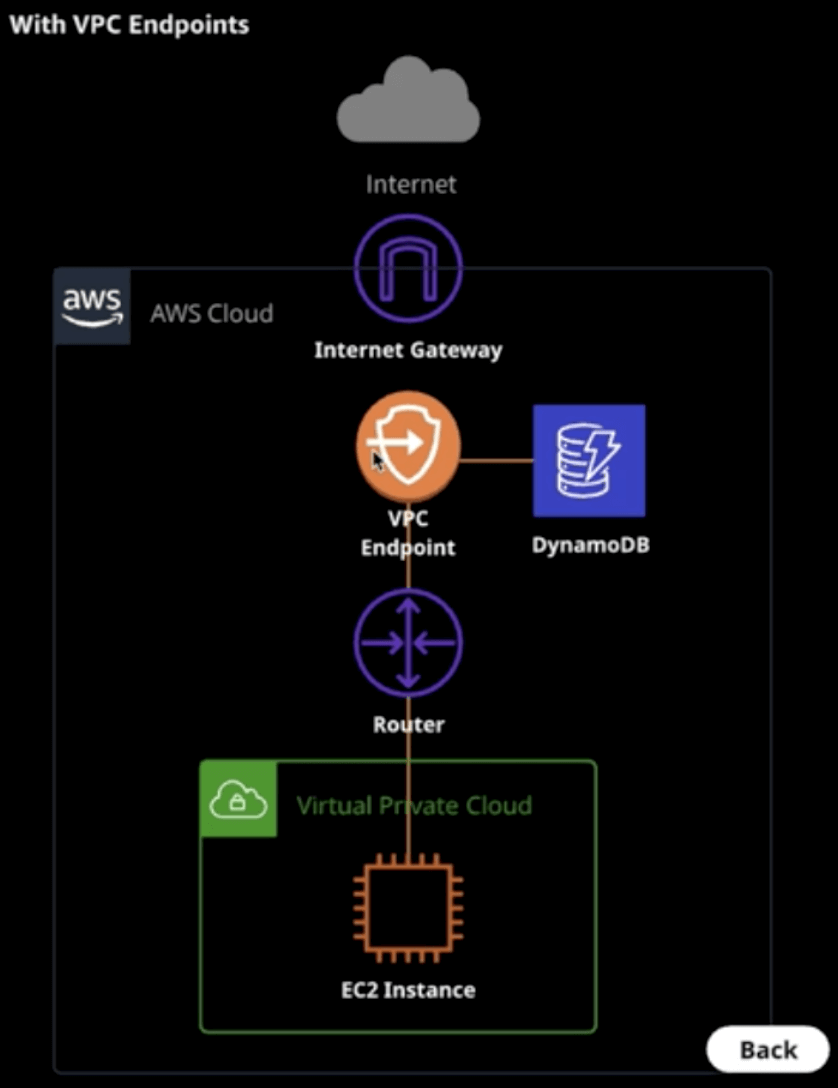 With VPC Endpoints
Internet
aws
AWS Cloud
Internet Gateway
VPC
Endpoint
DynamoDB
Router
Virtual Private Cloud
EC2 Instance
Back